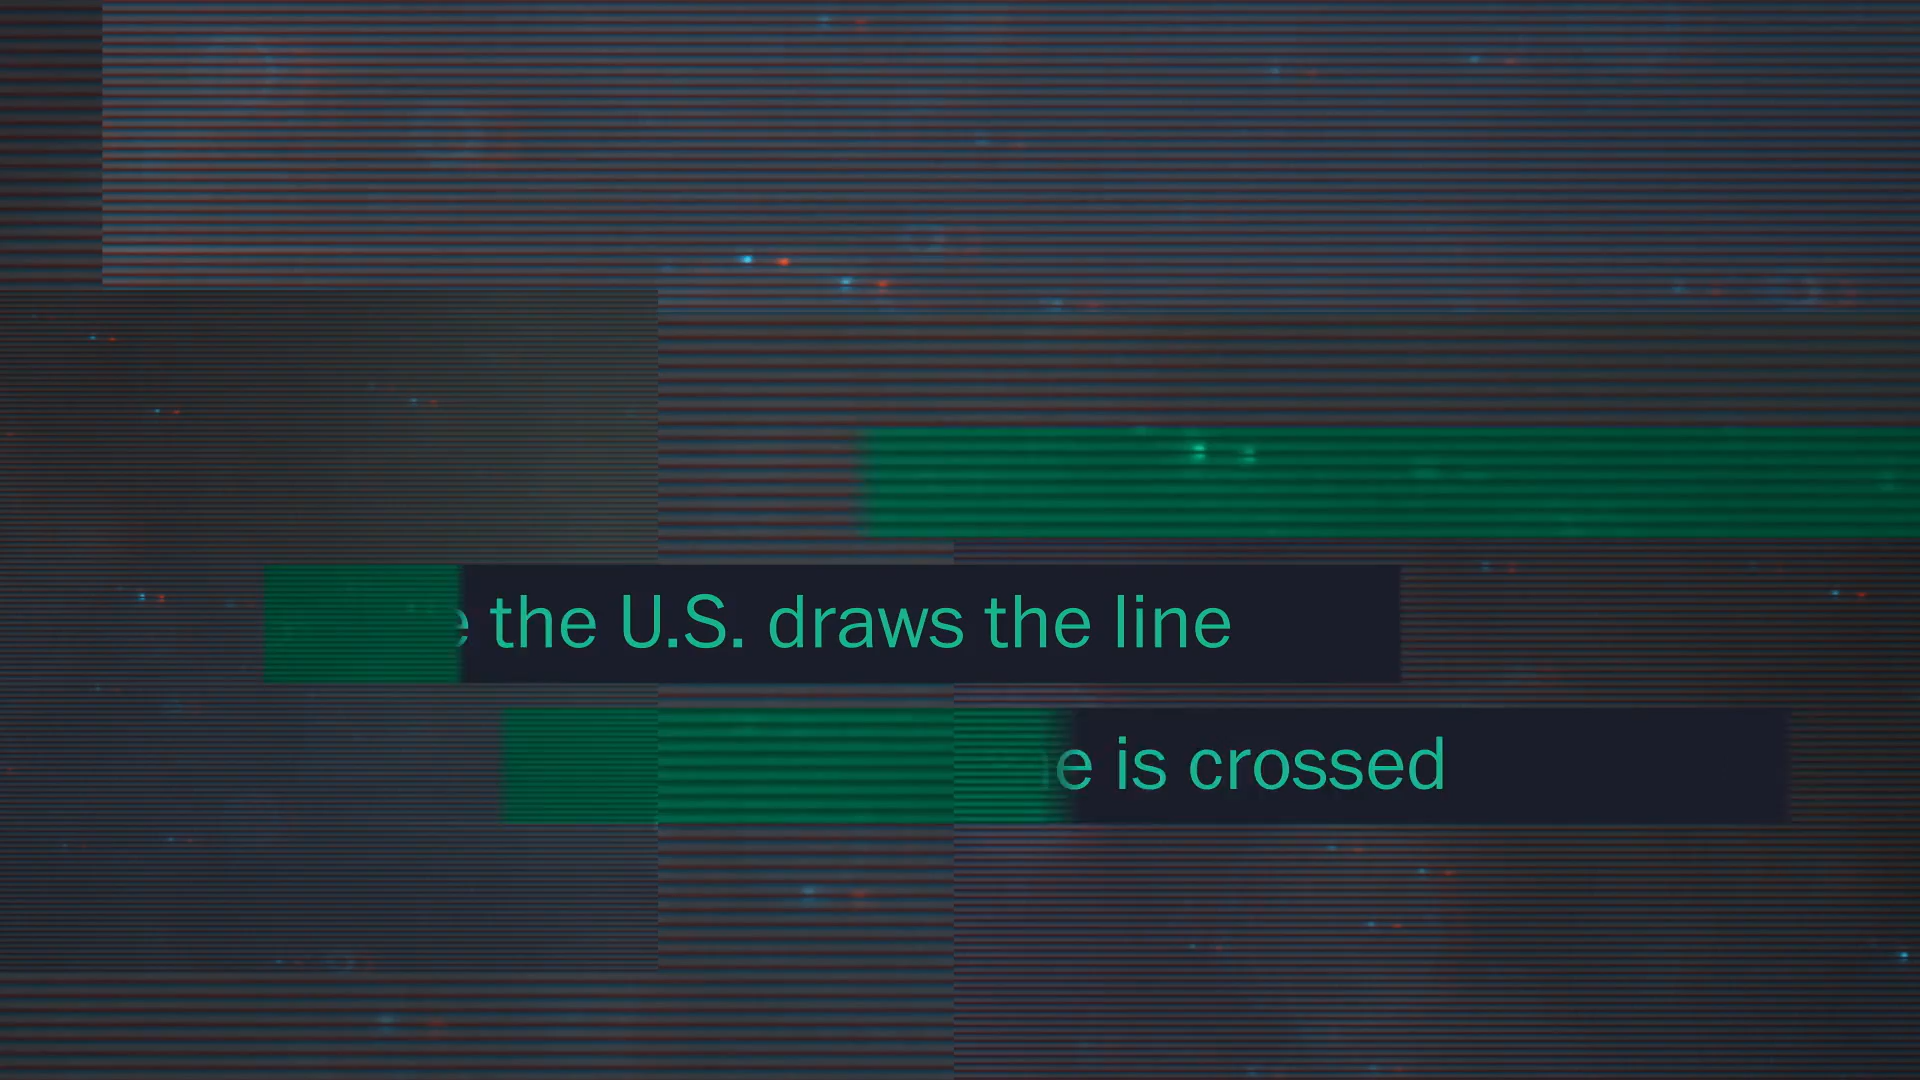 the U.S. draws the line
is crossed